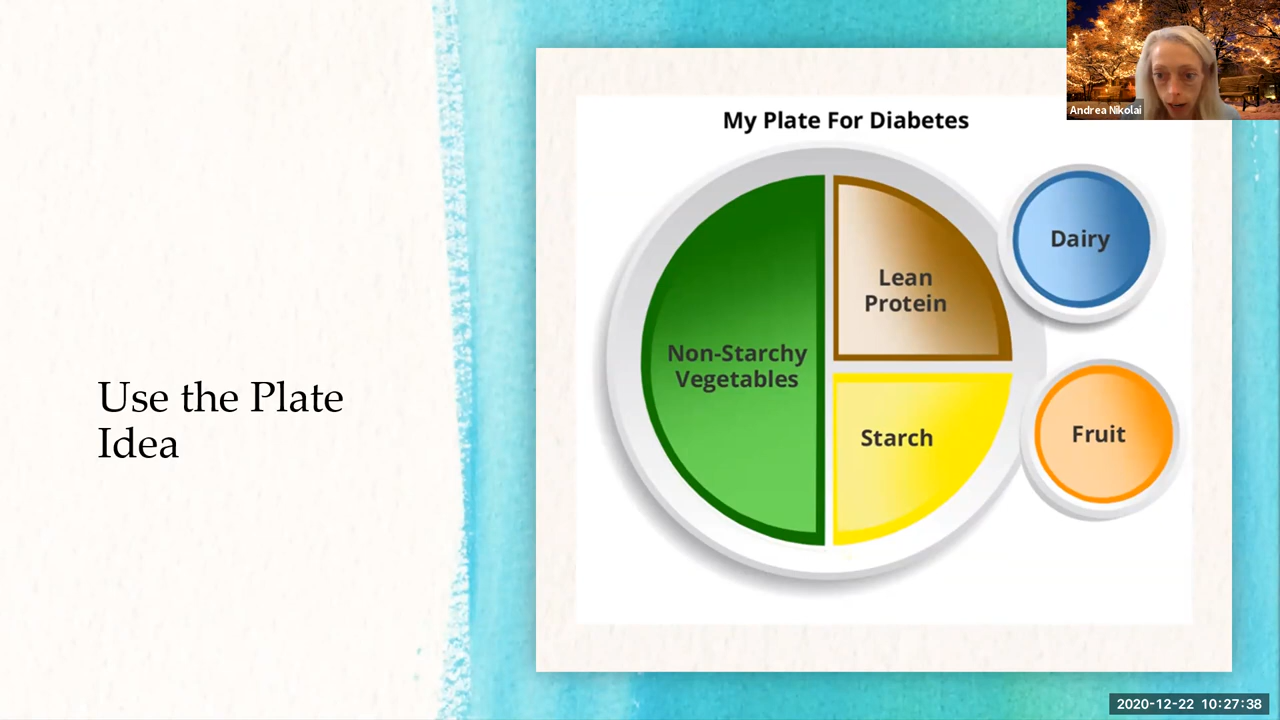 Use the Plate
Idea
My Plate For Diabetes
Non-Starchy
Vegetables
Lean
Protein
Starch
Dairy
Fruit
Andrea Nikolai
2020-12-22 10:27:38